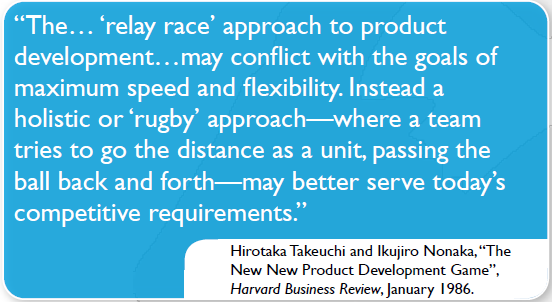 “The… ‘relay race’ approach to product
development…may conflict with the goals of
maximum speed and flexibility. Instead a
holistic or ‘rugby’ approach—where a team
tries to go the distance as a unit, passing the
ball back and forth—may better serve today’s
competitive requirements.”
Hirotaka Takeuchi and Ikujiro Nonaka, “The
New New Product Development Game”,
Harvard Business Review, January 1986.